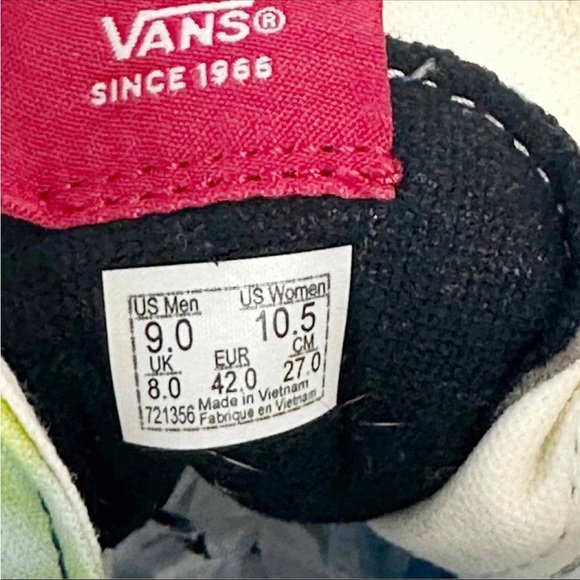 VANS®
SINCE 1966
US Men US Women
9.0 10.5
UK EUR CM
8.0 42.0 27.0
721356 Made in Vietnam
Fabrique en Vietnam